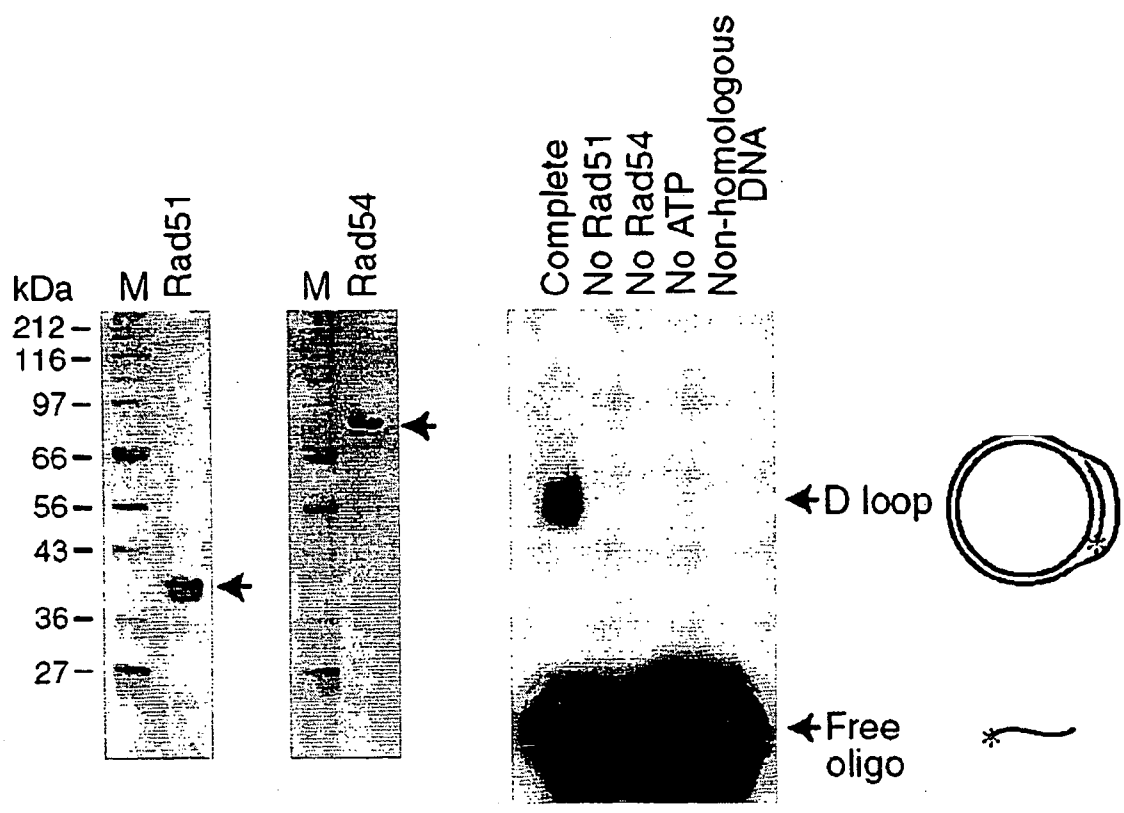 kDa
M
Rad51
212
116
97
66
56
43
36
27
M
Rad54
Complete
No Rad51
No Rad54
No ATP
Non-homologous
DNA
D loop
Free
oligo